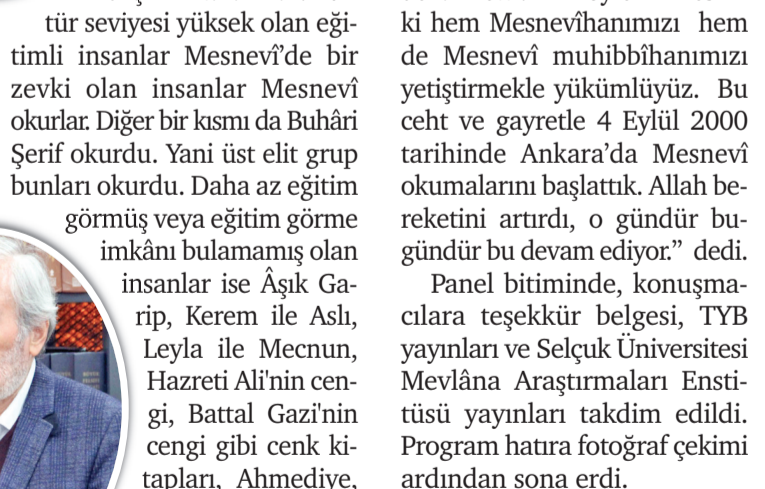 tür seviyesi yüksek olan eği-
timli insanlar Mesnevî’de bir
zevki olan insanlar Mesnevî
okurlar. Diğer bir kısmı da Buhâri
Şerif okurdu. Yani üst elit grup
bunları okurdu. Daha az eğitim
görmüş veya eğitim görme
imkânı bulamamış olan
insanlar ise Âşık Ga-
rip, Kerem ile Aslı,
Leyla ile Mecnun,
Hazreti Ali'nin cen-
gi, Battal Gazi'nin
cengi gibi cenk ki-
tapları, Ahmediye,
ki hem Mesnevîhanımızı hem
de Mesnevî muhibbîhanımızı
yetiştirmekle yükümlüyüz. Bu
ceht ve gayretle 4 Eylül 2000
tarihinde Ankara’da Mesnevî
okumalarını başlattık. Allah be-
reketini artırdı, o gündür bu-
gündür bu devam ediyor.” dedi.
Panel bitiminde, konuşma-
cılara teşekkür belgesi, TYB
yayınları ve Selçuk Üniversitesi
Mevlâna Araştırmaları Ensti-
tüsü yayınları takdim edildi.
Program hatıra fotoğraf çekimi
ardından sona erdi.